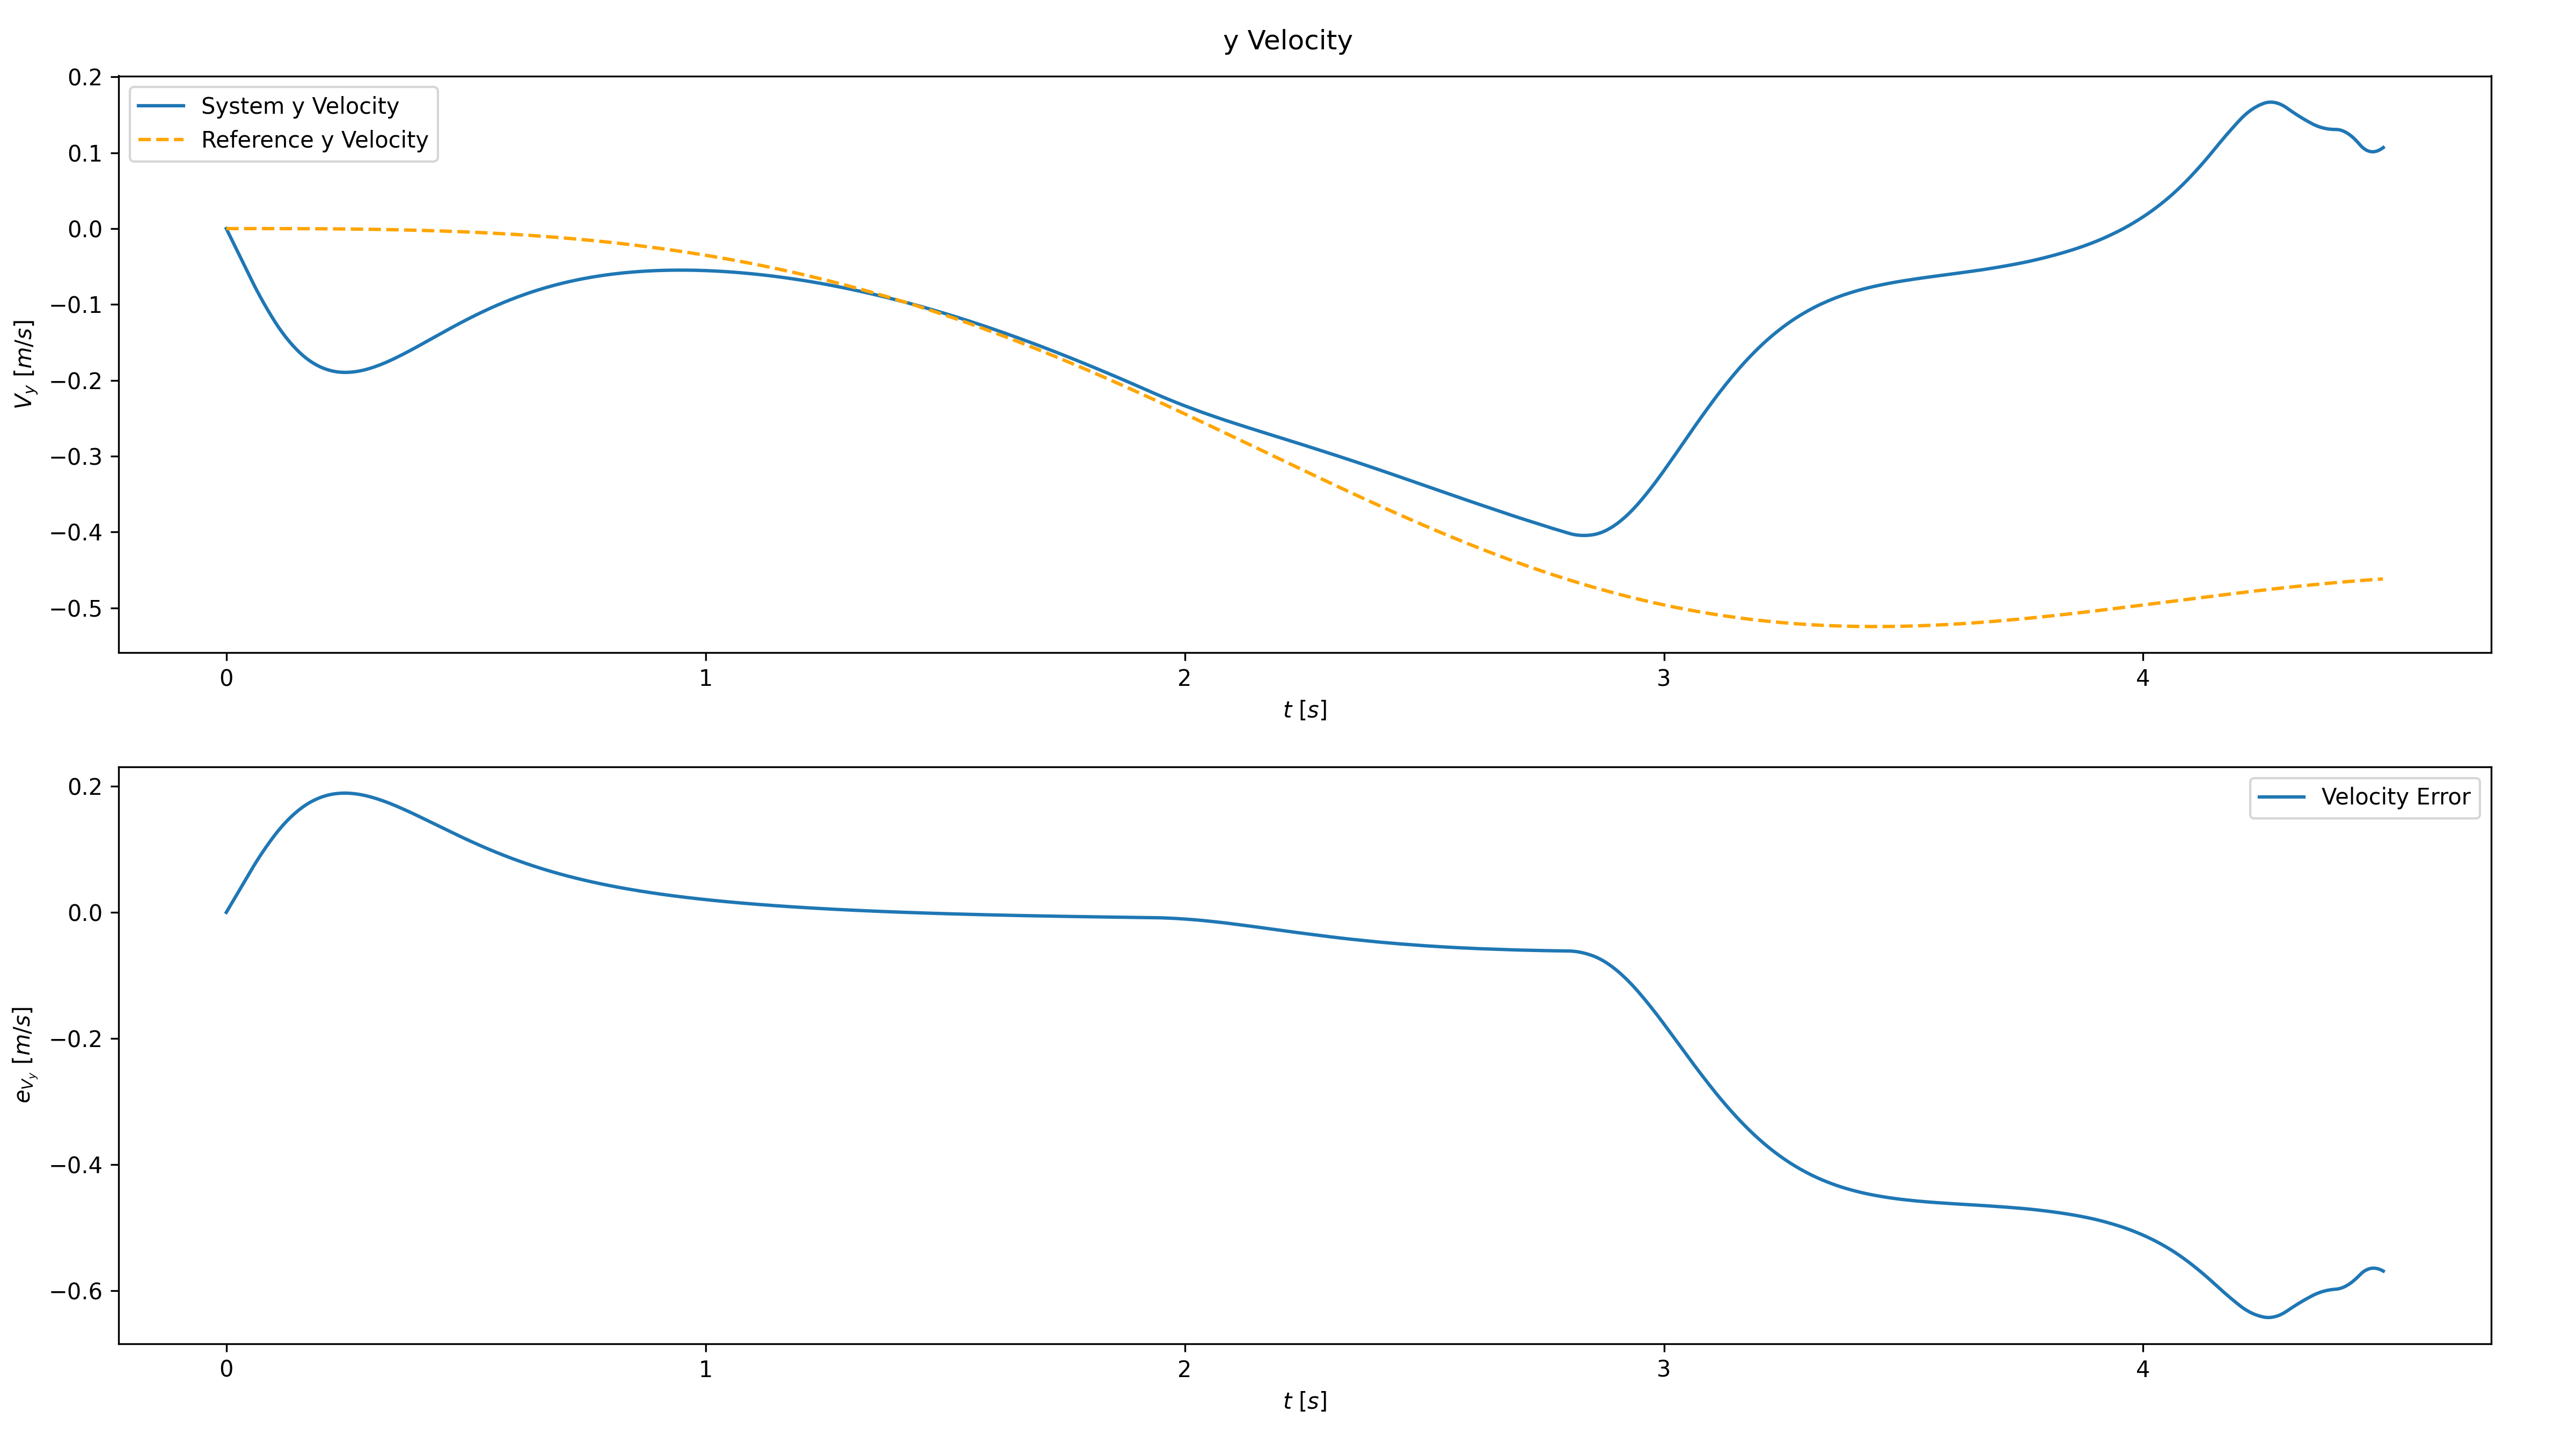 y Velocity
0.2
System y Velocity
Reference y Velocity
0.1
0.0
−0.1
−0.2
−0.3
−0.4
−0.5
V_y [m/s]
0 1 2 3 4
t [s]
Velocity Error
0.2
0.0
−0.2
−0.4
−0.6
e_{V_y} [m/s]
0 1 2 3 4
t [s]